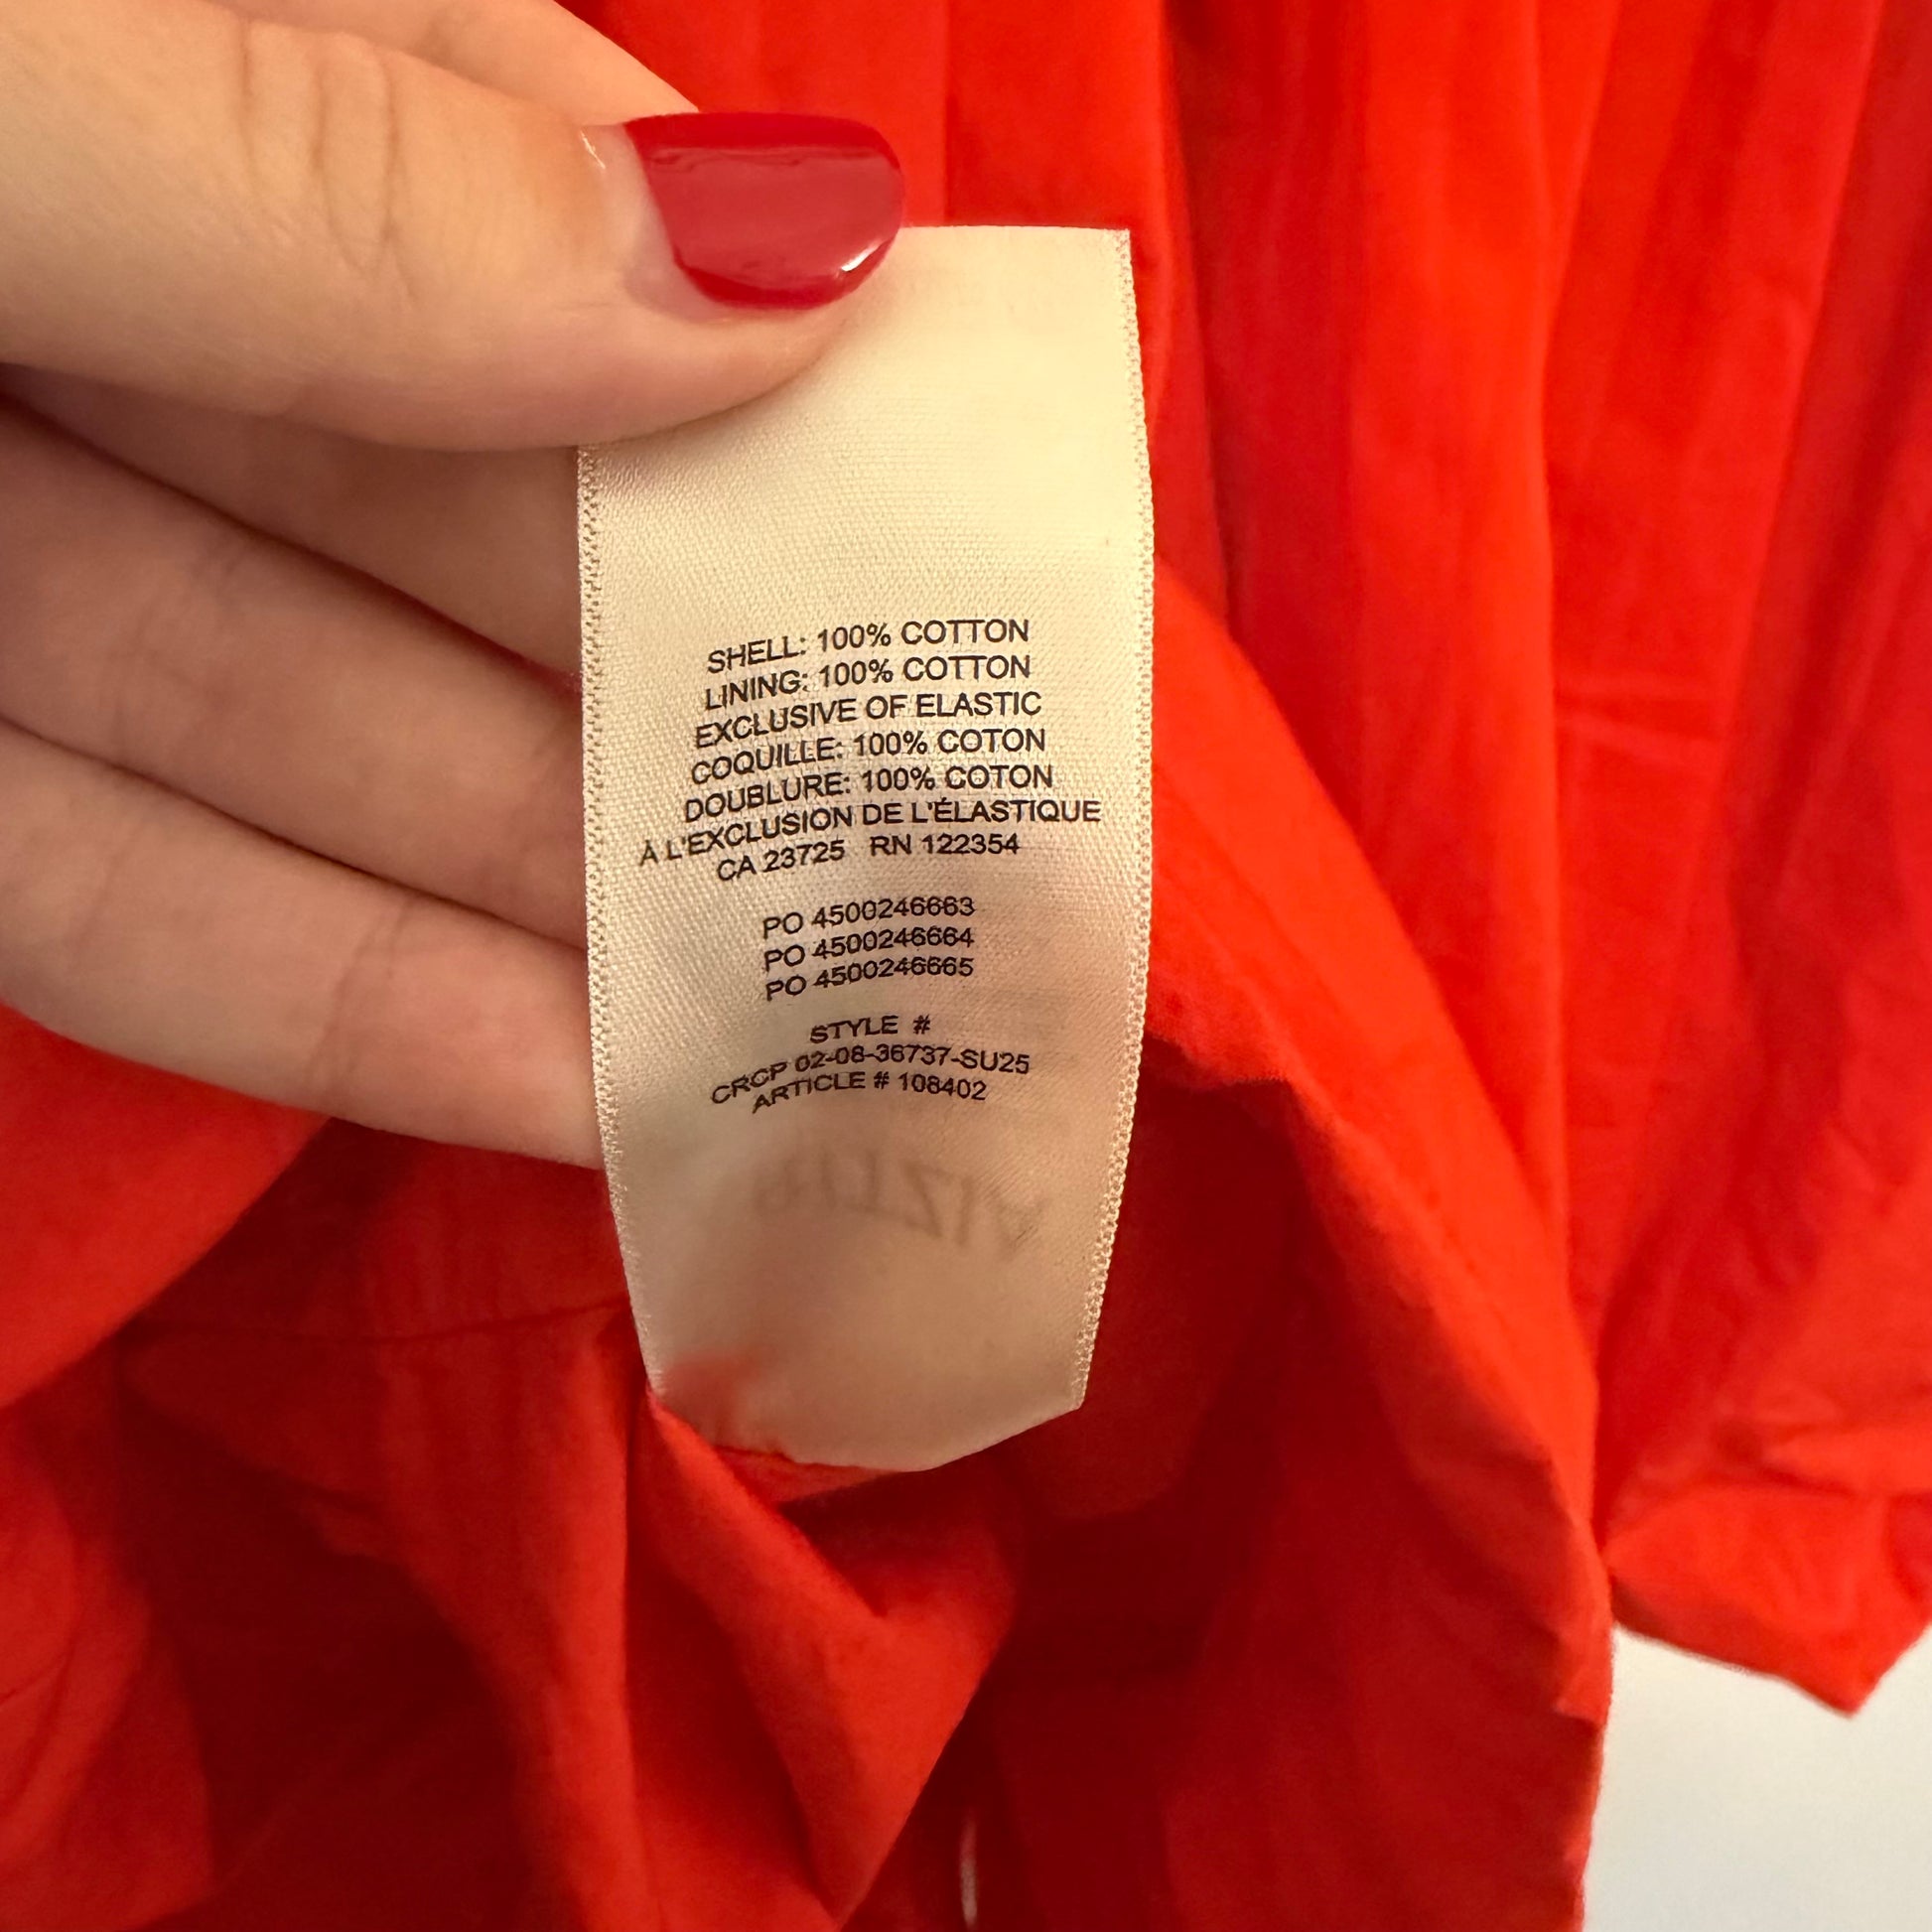 SHELL: 100% COTTON
LINING: 100% COTTON
EXCLUSIVE OF ELASTIC
COQUILLE: 100% COTON
DOUBLURE: 100% COTON
À L'EXCLUSION DE L'ÉLASTIQUE
CA 23725 RN 122354
PO 4500246663
PO 4500246664
PO 4500246665
STYLE #
CRCP 02-08-36737-SU25
ARTICLE # 108402